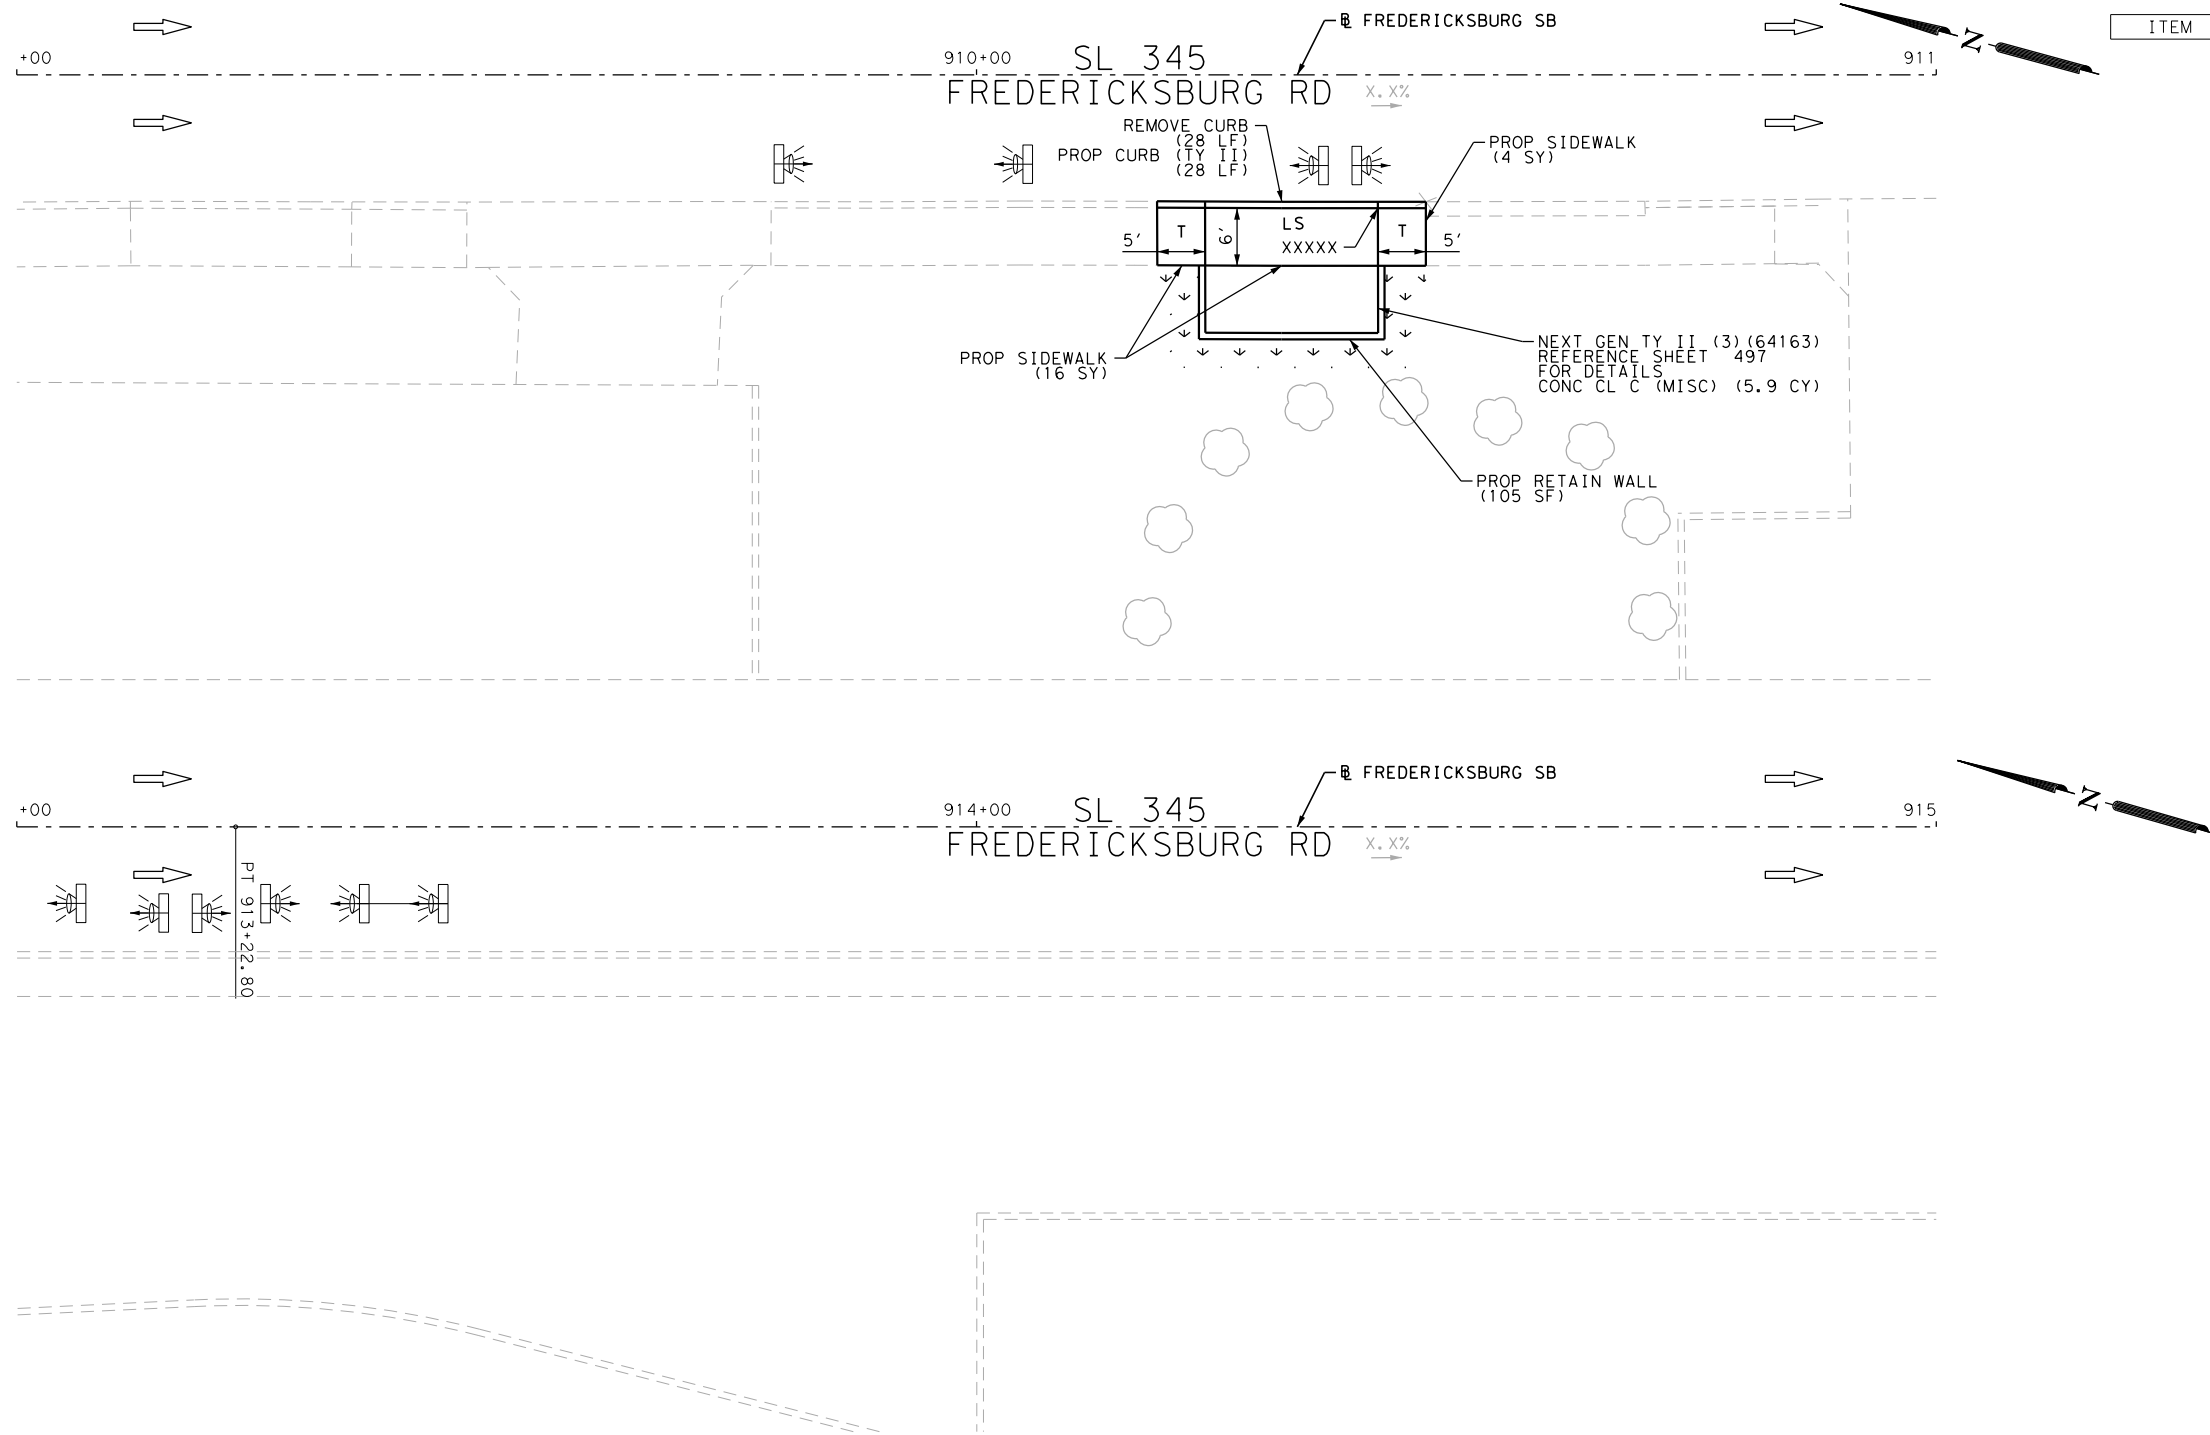 ℄ FREDERICKSBURG SB
ITEM
N
+00
910+00
SL 345
911
FREDERICKSBURG RD
X.X%
REMOVE CURB
(28 LF)
PROP CURB (TY II)
(28 LF)
PROP SIDEWALK
(4 SY)
T
6'
LS
XXXXX
T
5'
5'
PROP SIDEWALK
(16 SY)
NEXT GEN TY II (3)(64163)
REFERENCE SHEET 497
FOR DETAILS
CONC CL C (MISC) (5.9 CY)
PROP RETAIN WALL
(105 SF)
℄ FREDERICKSBURG SB
N
+00
914+00
SL 345
915
FREDERICKSBURG RD
X.X%
PT 913+22.80